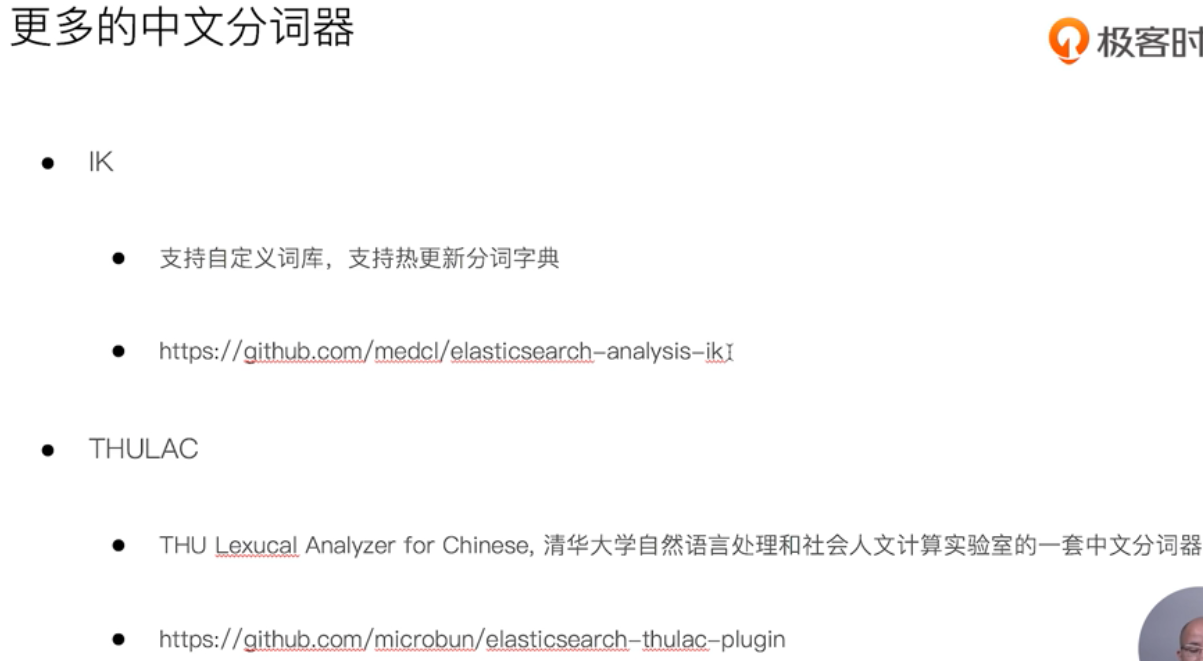 更多的中文分词器
极客时
IK
支持自定义词库，支持热更新分词字典
https://github.com/medcl/elasticsearch-analysis-ik
THULAC
THU Lexucal Analyzer for Chinese, 清华大学自然语言处理和社会人文计算实验室的一套中文分词器
https://github.com/microbun/elasticsearch-thulac-plugin